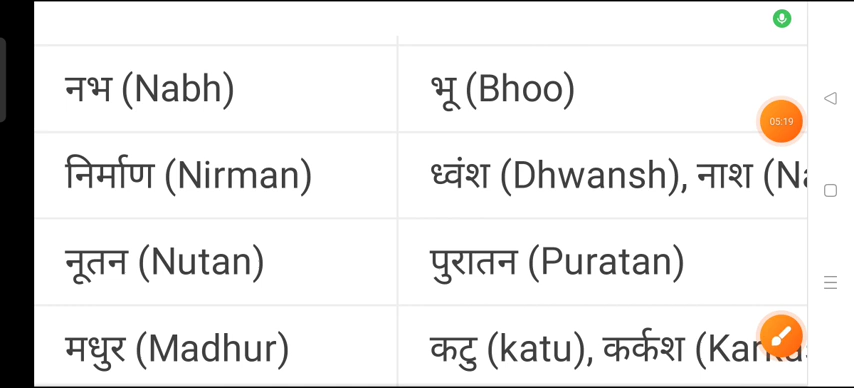 नभ (Nabh) भू (Bhoo)
05:19
निर्माण (Nirman) ध्वंश (Dhwansh), नाश
नूतन (Nutan) पुरातन (Puratan)
मधुर (Madhur) कटु (katu), कर्कश